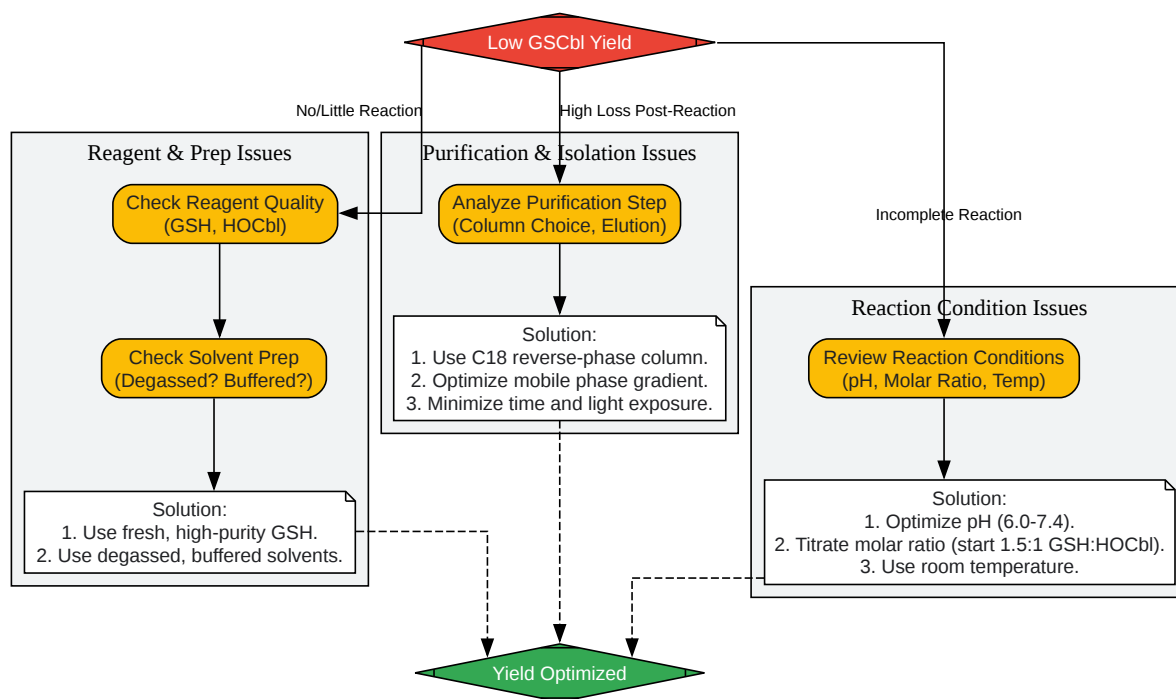 Low GSCbl Yield
No/Little Reaction
High Loss Post-Reaction
Incomplete Reaction
Reagent & Prep Issues
Check Reagent Quality
(GSH, HOCbl)
Check Solvent Prep
(Degassed? Buffered?)
Solution:
1. Use fresh, high-purity GSH.
2. Use degassed, buffered solvents.
Purification & Isolation Issues
Analyze Purification Step
(Column Choice, Elution)
Solution:
1. Use C18 reverse-phase column.
2. Optimize mobile phase gradient.
3. Minimize time and light exposure.
Reaction Condition Issues
Review Reaction Conditions
(pH, Molar Ratio, Temp)
Solution:
1. Optimize pH (6.0-7.4).
2. Titrate molar ratio (start 1.5:1 GSH:HOCbl).
3. Use room temperature.
Yield Optimized